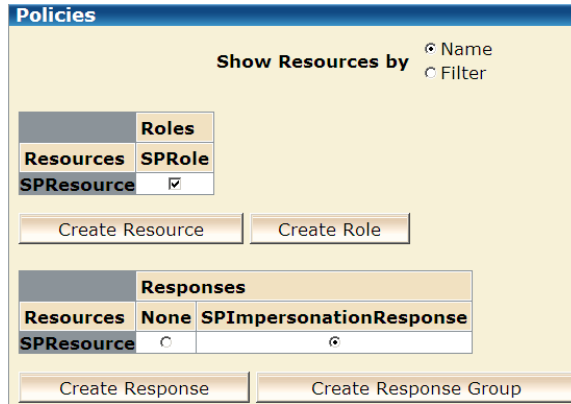 Policies
Show Resources by
Name
Filter
Roles
Resources SPRole
SPResource
Create Resource Create Role
Responses
Resources None SPImpersonationResponse
SPResource
Create Response Create Response Group